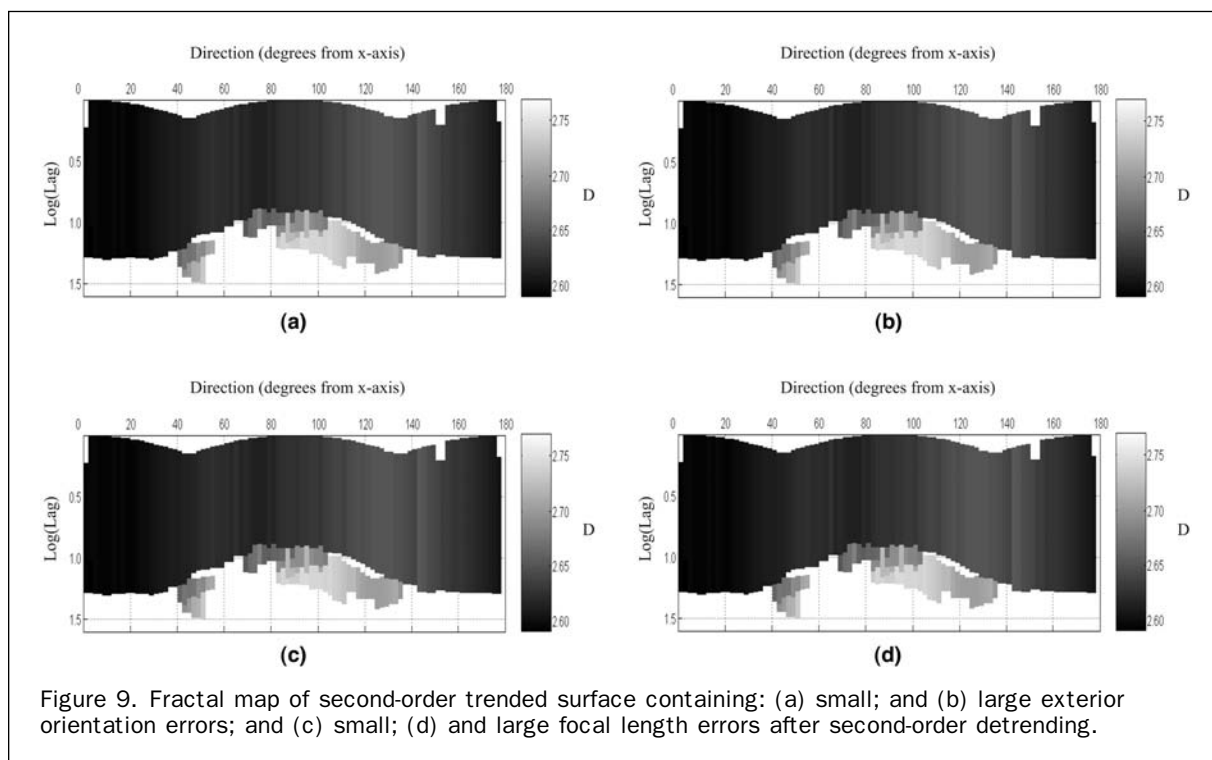 Direction (degrees from x-axis)
0 20 40 60 80 100 120 140 160 180
Log(Lag)
0.5
1.0
1.5
2.75
2.70
2.65
2.60
D
(a)
Direction (degrees from x-axis)
0 20 40 60 80 100 120 140 160 180
Log(Lag)
0.5
1.0
1.5
2.75
2.70
2.65
2.60
D
(b)
Direction (degrees from x-axis)
0 20 40 60 80 100 120 140 160 180
Log(Lag)
0.5
1.0
1.5
2.75
2.70
2.65
2.60
D
(c)
Direction (degrees from x-axis)
0 20 40 60 80 100 120 140 160 180
Log(Lag)
0.5
1.0
1.5
2.75
2.70
2.65
2.60
D
(d)
Figure 9. Fractal map of second-order trended surface containing: (a) small; and (b) large exterior
orientation errors; and (c) small; (d) and large focal length errors after second-order detrending.